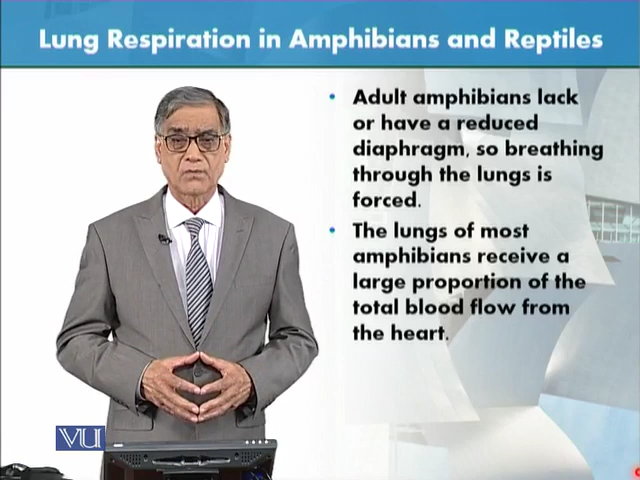 Lung Respiration in Amphibians and Reptiles
• Adult amphibians lack
or have a reduced
diaphragm, so breathing
through the lungs is
forced.
• The lungs of most
amphibians receive a
large proportion of the
total blood flow from
the heart.
VU